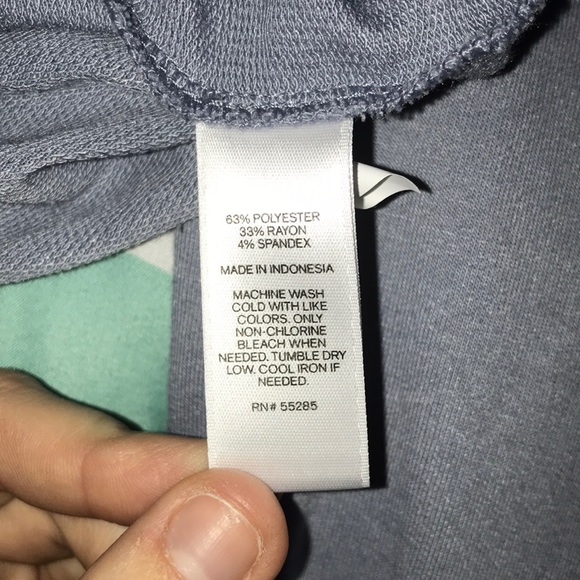 63% POLYESTER
33% RAYON
4% SPANDEX
MADE IN INDONESIA
MACHINE WASH
COLD WITH LIKE
COLORS. ONLY
NON-CHLORINE
BLEACH WHEN
NEEDED. TUMBLE DRY
LOW. COOL IRON IF
NEEDED.
RN# 55285